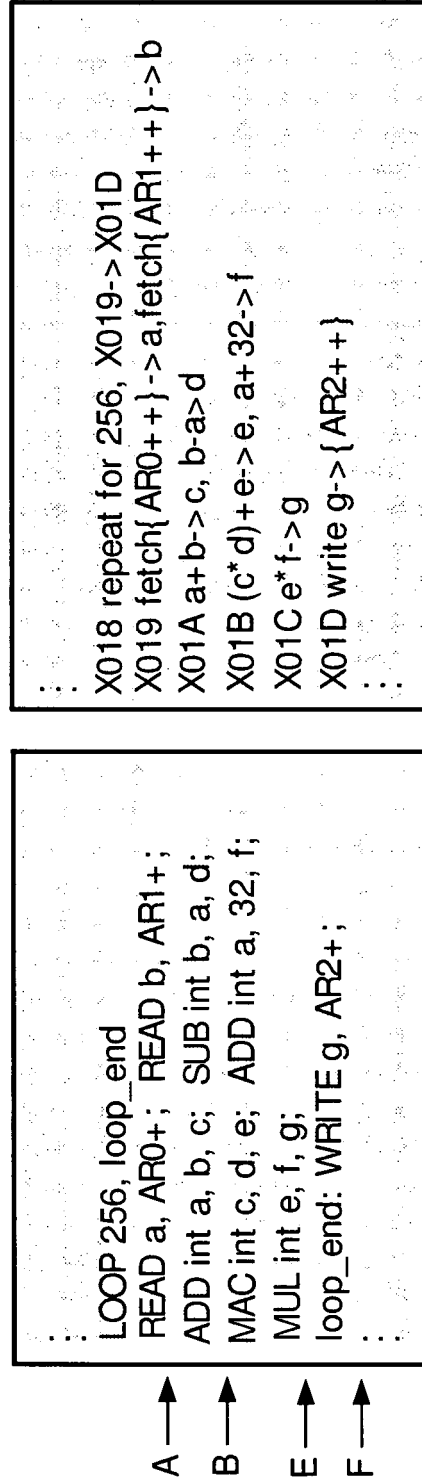 A
B
E
F
. . .
LOOP 256, loop_end
READ a, AR0+; READ b, AR1+;
ADD int a, b, c; SUB int b, a, d;
MAC int c, d, e; ADD int a, 32, f;
MUL int e, f, g;
loop_end: WRITE g, AR2+;
. . .
. . .
X018 repeat for 256, X019->X01D
X019 fetch{AR0++}->a,fetch{AR1++}->b
X01A a+b->c, b-a>d
X01B (c*d)+e->e, a+32->f
X01C e*f->g
X01D write g->{AR2++}
. . .